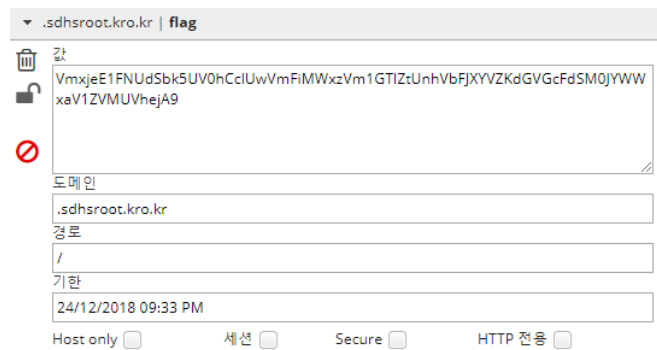 .sdhsroot.kro.kr | flag
값
VmxjeE1FNUdSbk5UV0hCclUwVmFiMWxzVm1GTlZtUnhVbFJXYVZKdGVGcFdSM0JYWW
xaV1ZVMUVhejA9
도메인
.sdhsroot.kro.kr
경로
/
기한
24/12/2018 09:33 PM
Host only 세션 Secure HTTP 전용